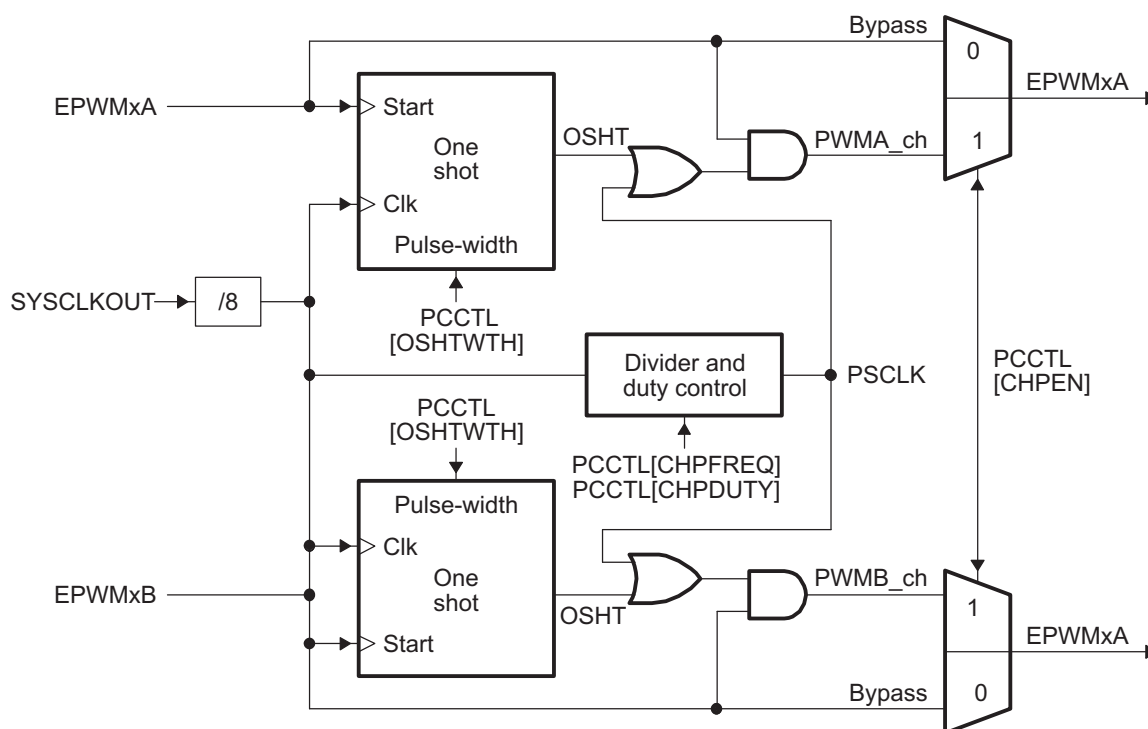 Bypass
0
EPWMxA
EPWMxA
Start
OSHT
PWMA_ch
1
One
shot
Clk
Pulse-width
SYSCLKOUT
/8
PCCTL
[OSHTWTH]
Divider and
duty control
PSCLK
PCCTL
[CHPEN]
PCCTL
[OSHTWTH]
PCCTL[CHPFREQ]
PCCTL[CHPDUTY]
Pulse-width
Clk
One
shot
EPWMxB
OSHT
PWMB_ch
1
EPWMxA
Start
Bypass
0